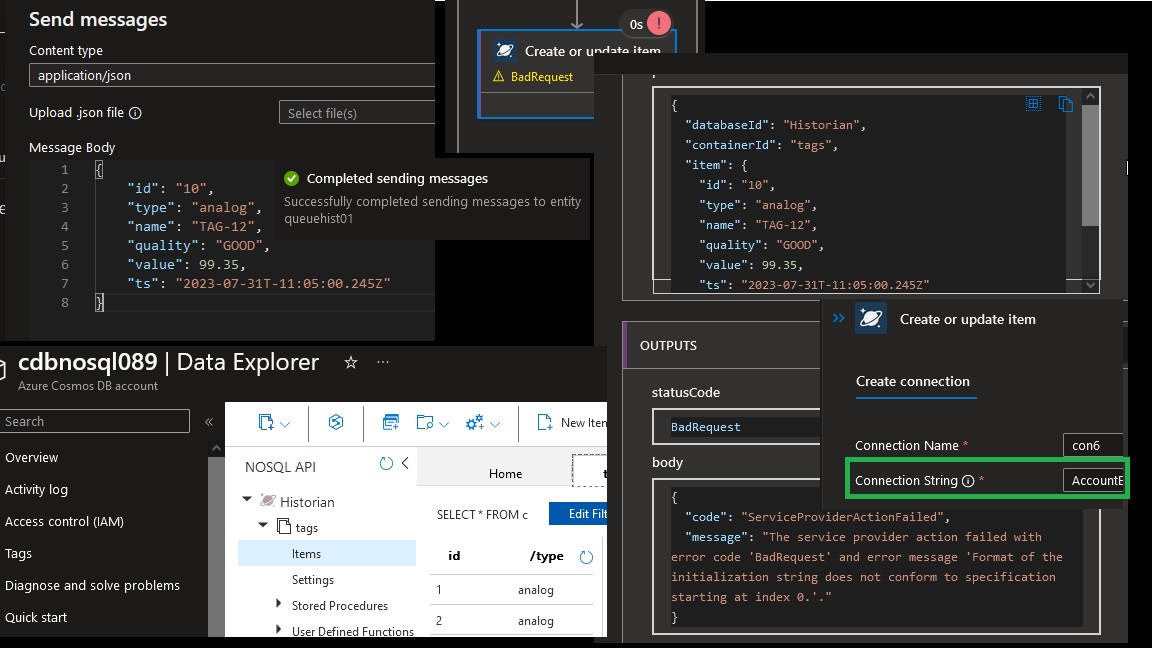 Send messages
Content type
application/json
Upload .json file
Select file(s)
Message Body
1 {
2 "id": "10",
3 "type": "analog",
4 "name": "TAG-12",
5 "quality": "GOOD",
6 "value": 99.35,
7 "ts": "2023-07-31T-11:05:00.245Z"
8 }
Completed sending messages
Successfully completed sending messages to entity
queuehist01
0s
Create or update item
BadRequest
{
"databaseId": "Historian",
"containerId": "tags",
"item": {
"id": "10",
"type": "analog",
"name": "TAG-12",
"quality": "GOOD",
"value": 99.35,
"ts": "2023-07-31T-11:05:00.245Z"
OUTPUTS
statusCode
BadRequest
body
{
"code": "ServiceProviderActionFailed",
"message": "The service provider action failed with
error code 'BadRequest' and error message 'Format of the
initialization string does not conform to specification
starting at index 0.'."
}
Create or update item
Create connection
Connection Name *
con6
Connection String *
AccountE
cdbnosql089 | Data Explorer
Azure Cosmos DB account
Search
Overview
Activity log
Access control (IAM)
Tags
Diagnose and solve problems
Quick start
New Iten
NOSQL API
Historian
tags
Items
Settings
Stored Procedures
User Defined Functions
Home
t
SELECT * FROM c
Edit Filt
id /type
1 analog
2 analog